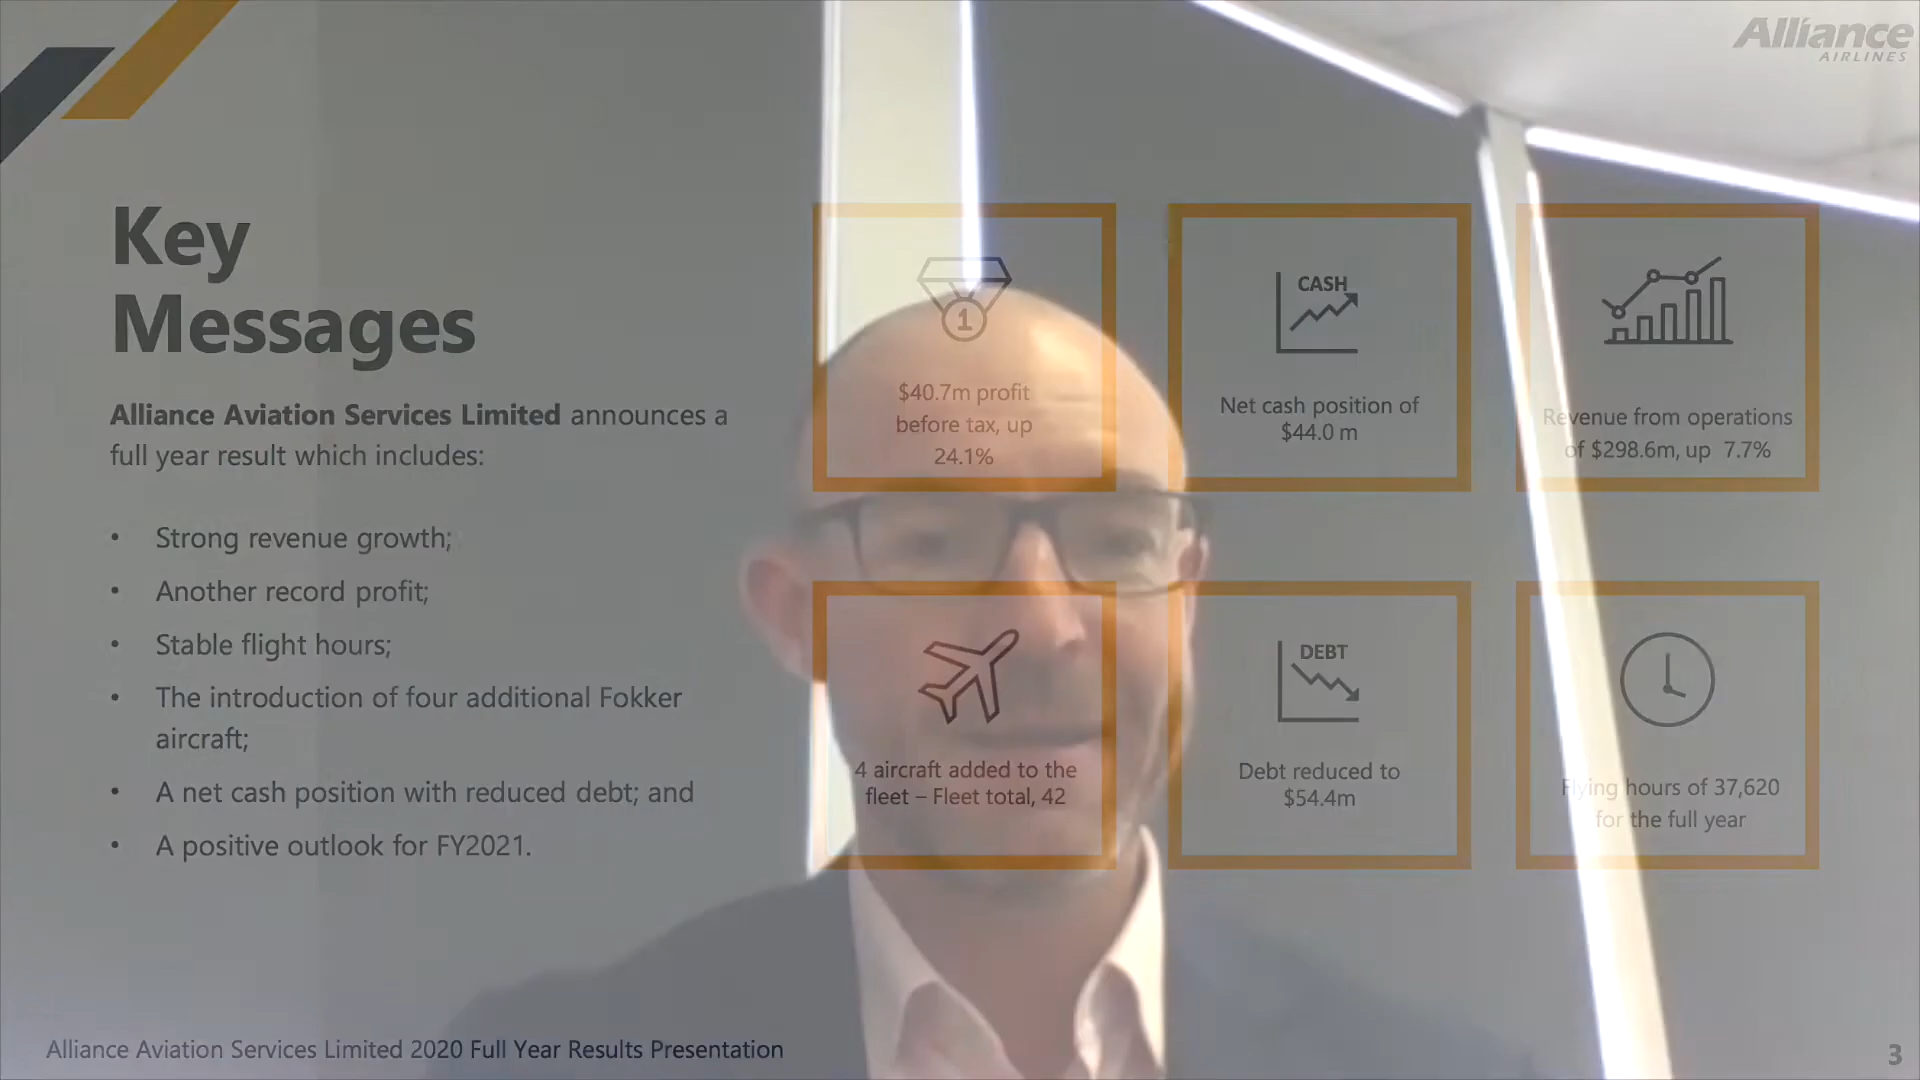 Alliance
AIRLINES
Key
Messages
Alliance Aviation Services Limited announces a
full year result which includes:
• Strong revenue growth;
• Another record profit;
• Stable flight hours;
• The introduction of four additional Fokker
aircraft;
• A net cash position with reduced debt; and
• A positive outlook for FY2021.
1
$40.7m profit
before tax, up
24.1%
CASH
Net cash position of
$44.0 m
Revenue from operations
of $298.6m, up 7.7%
4 aircraft added to the
fleet – Fleet total, 42
DEBT
Debt reduced to
$54.4m
Flying hours of 37,620
for the full year
Alliance Aviation Services Limited 2020 Full Year Results Presentation
3